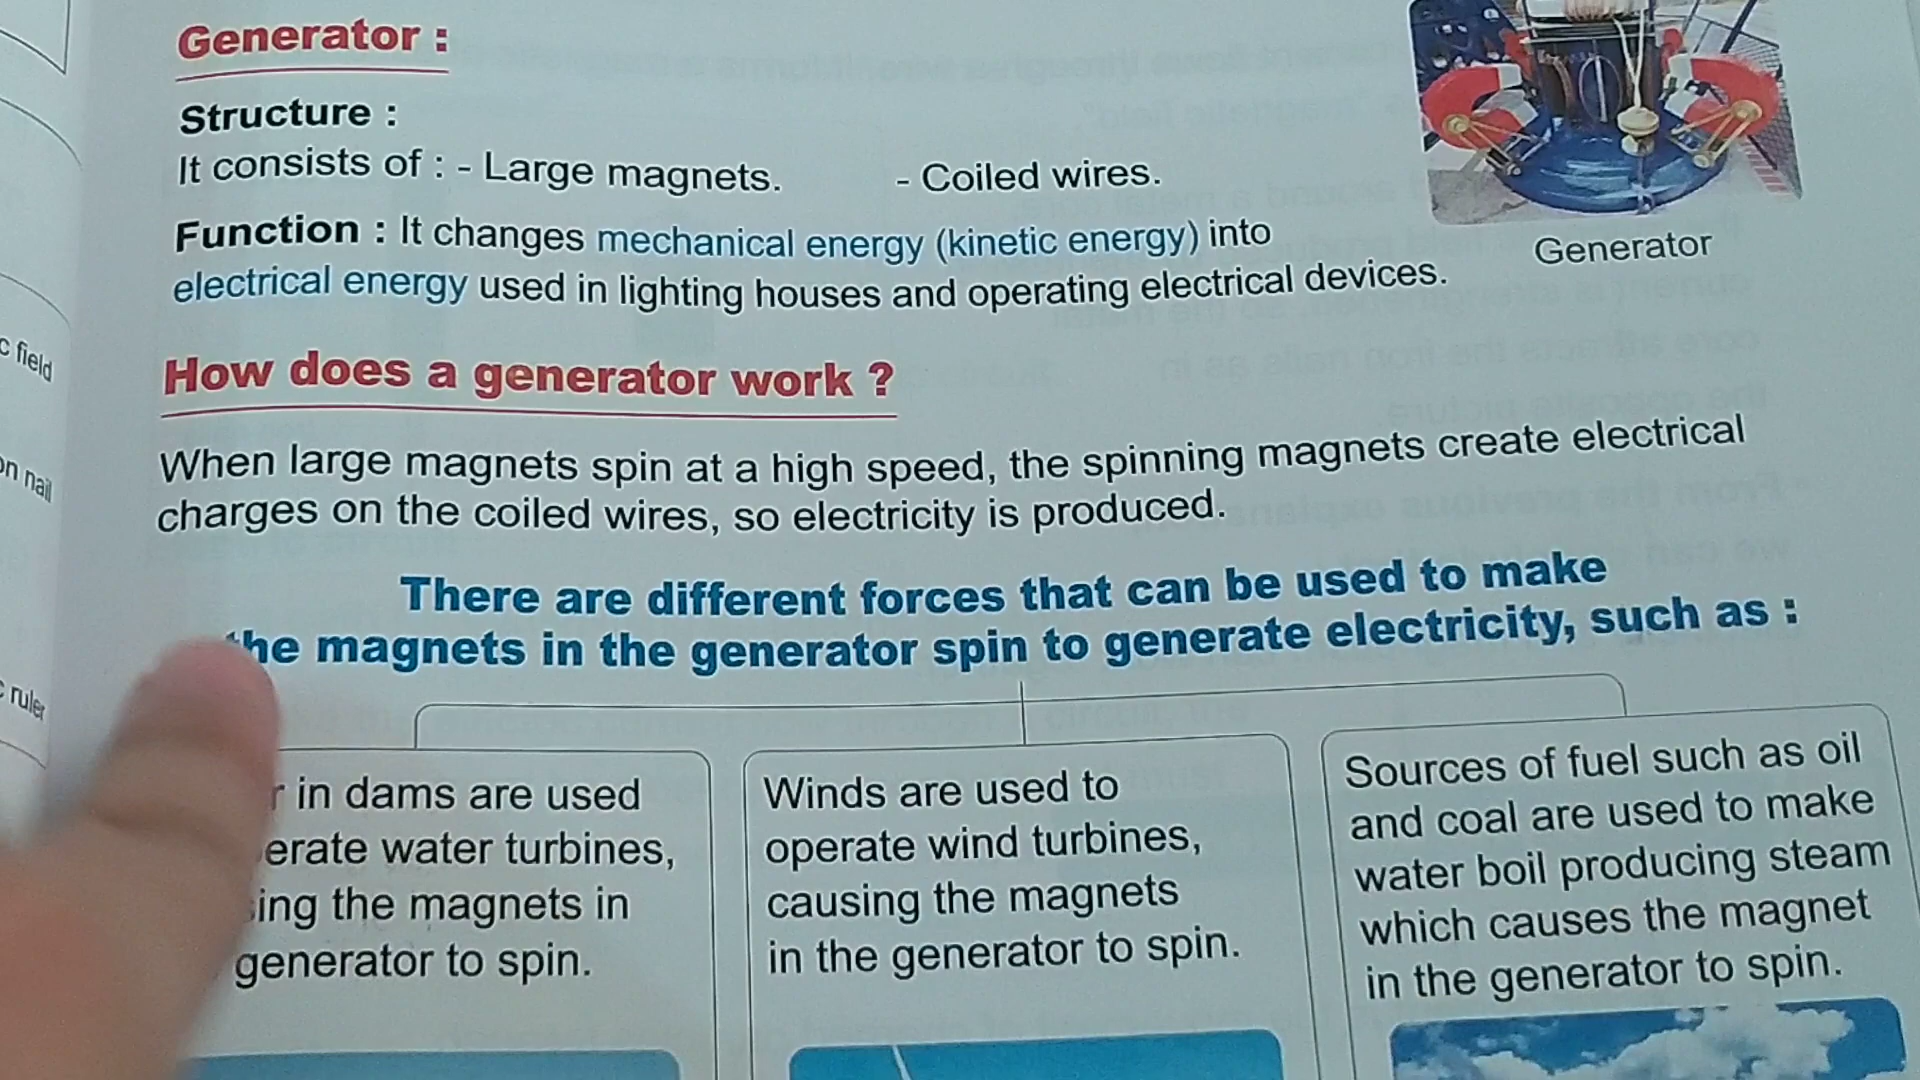 Generator :
Structure :
It consists of : - Large magnets. - Coiled wires.
Function : It changes mechanical energy (kinetic energy) into
electrical energy used in lighting houses and operating electrical devices.
Generator
How does a generator work ?
When large magnets spin at a high speed, the spinning magnets create electrical
charges on the coiled wires, so electricity is produced.
There are different forces that can be used to make
the magnets in the generator spin to generate electricity, such as :
in dams are used
water turbines,
the magnets in
generator to spin.
Winds are used to
operate wind turbines,
causing the magnets
in the generator to spin.
Sources of fuel such as oil
and coal are used to make
water boil producing steam
which causes the magnet
in the generator to spin.
field
nail
ruler